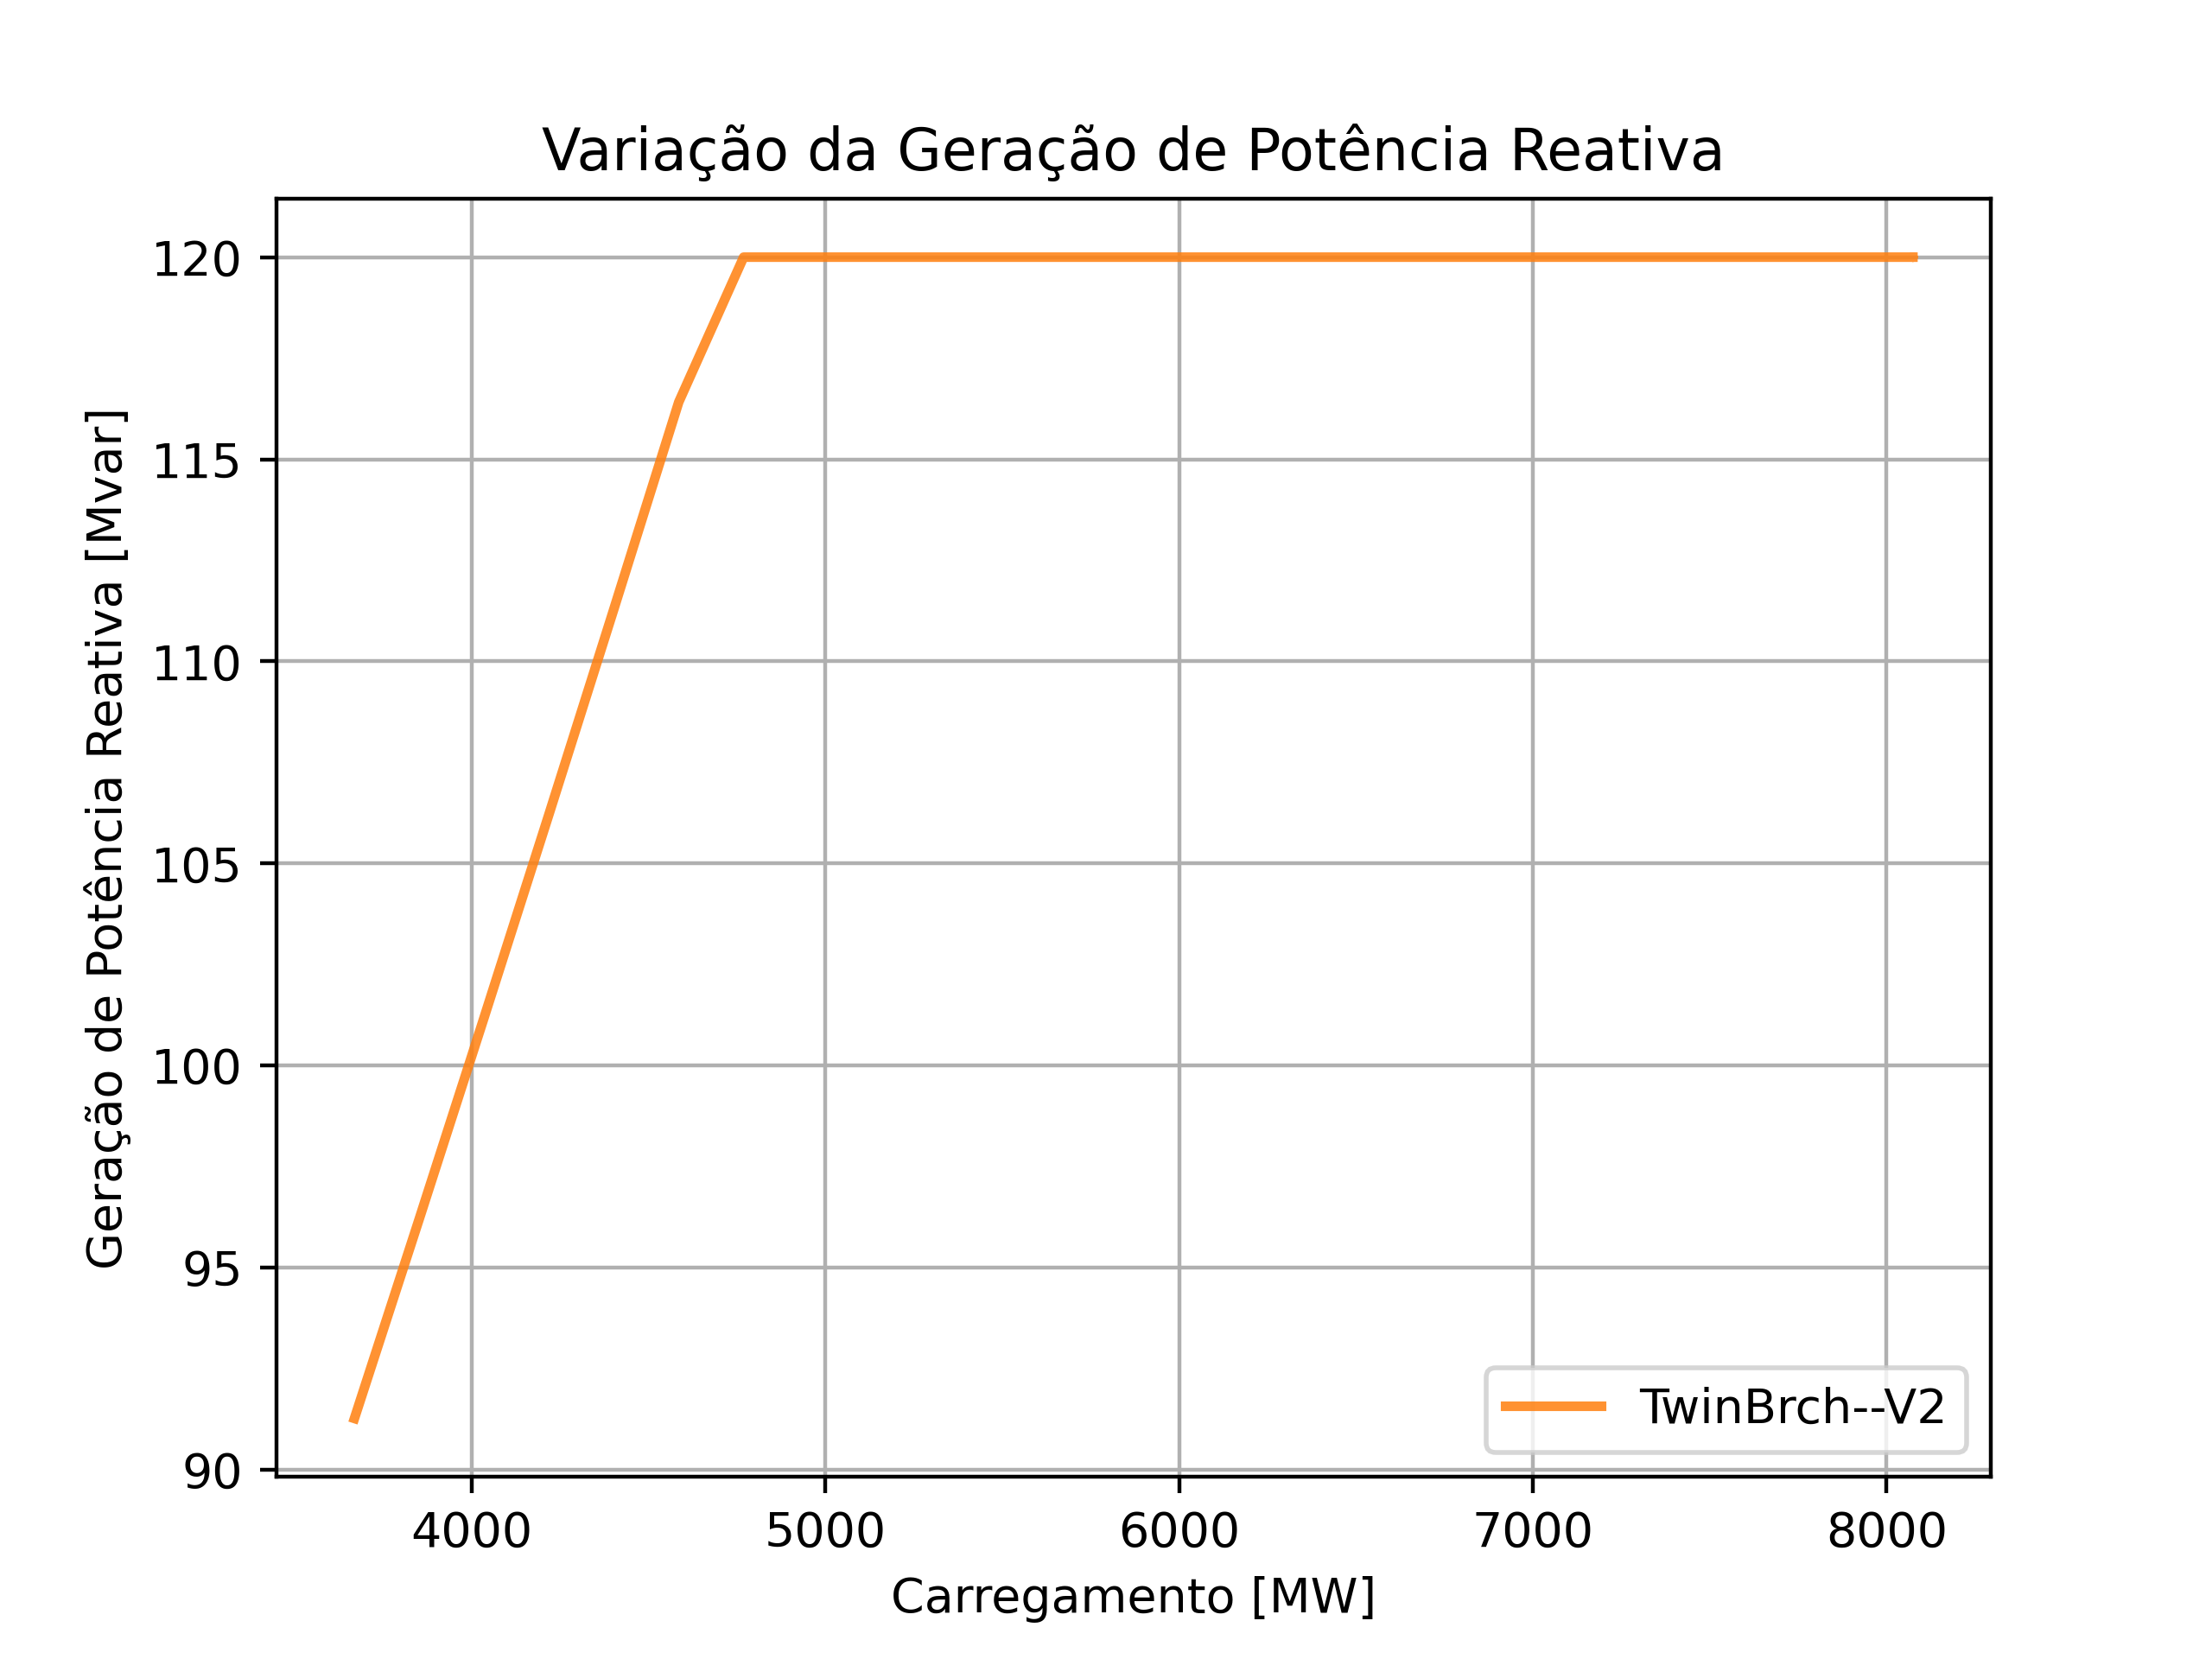 Variação da Geração de Potência Reativa
Geração de Potência Reativa [Mvar]
120
115
110
105
100
95
90
TwinBrch--V2
4000 5000 6000 7000 8000
Carregamento [MW]